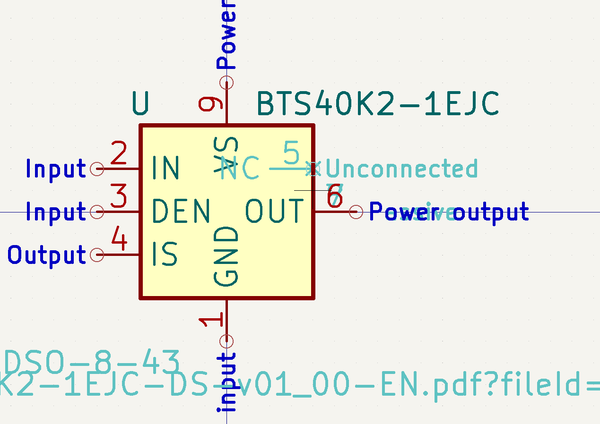 Power
9
U
BTS40K2-1EJC
VS
Input
2
IN
NC
5
Unconnected
7
Input
3
DEN
OUT
6
Power output
Output
4
IS
GND
1
DSO-8-43
K2-1EJC-DS-v01_00-EN.pdf?fileId=
input